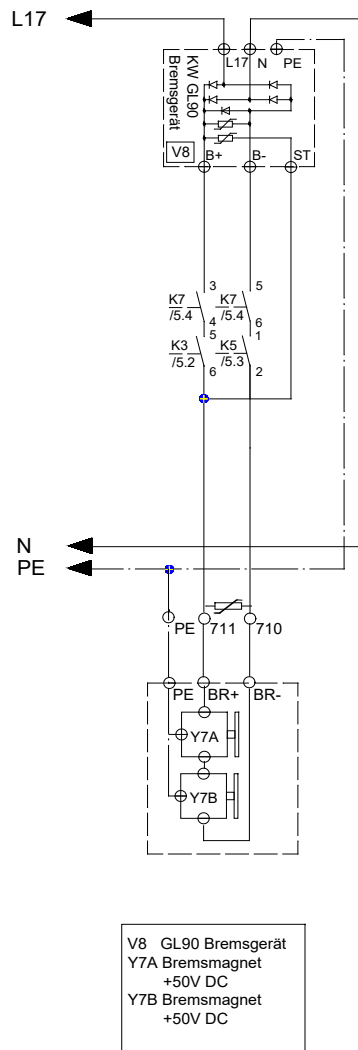 L17
L17 N PE
KW GL90
Bremsgerät
V8
B+ B- ST
3 5
K7 K7
/5.4 /5.4
4 6
5 1
K3 K5
/5.2 /5.3
6 2
N
PE
PE 711 710
PE BR+ BR-
Y7A
Y7B
V8 GL90 Bremsgerät
Y7A Bremsmagnet
+50V DC
Y7B Bremsmagnet
+50V DC